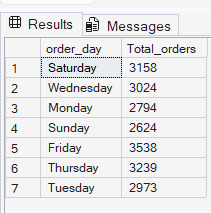 Results Messages
order_day Total_orders
1 Saturday 3158
2 Wednesday 3024
3 Monday 2794
4 Sunday 2624
5 Friday 3538
6 Thursday 3239
7 Tuesday 2973